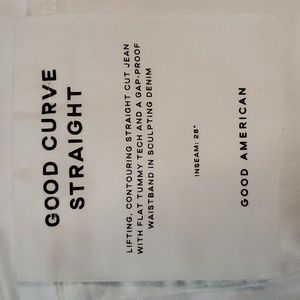 GOOD CURVE
STRAIGHT
LIFTING, CONTOURING STRAIGHT CUT JEAN
WITH FLAT TUMMY TECH AND A GAP-PROOF
WAISTBAND IN SCULPTING DENIM
INSEAM: 28"
GOOD AMERICAN